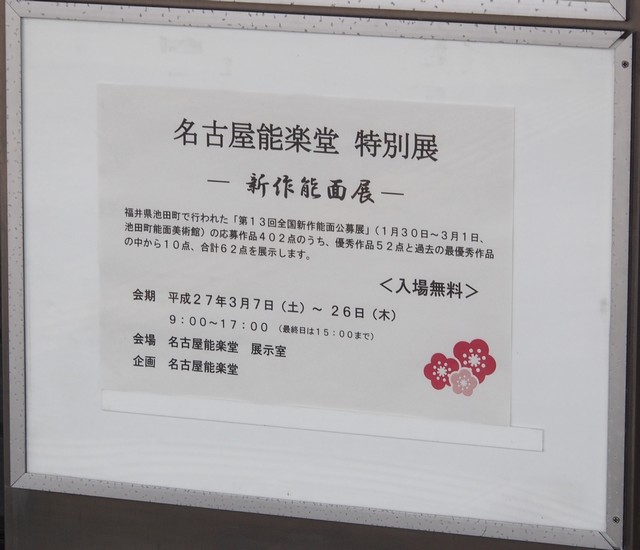 名古屋能楽堂 特別展
― 新作能面展―
福井県池田町で行われた「第１３回全国新作能面公募展」（１月３０日～３月１日、
池田町能面美術館）の応募作品４０２点のうち、優秀作品５２点と過去の最優秀作品
の中から１０点、合計６２点を展示します。
＜入場無料＞
会期 平成２７年３月７日（土）～ ２６日（木）
９：００～１７：００ （最終日は１５：００まで）
会場 名古屋能楽堂 展示室
企画 名古屋能楽堂